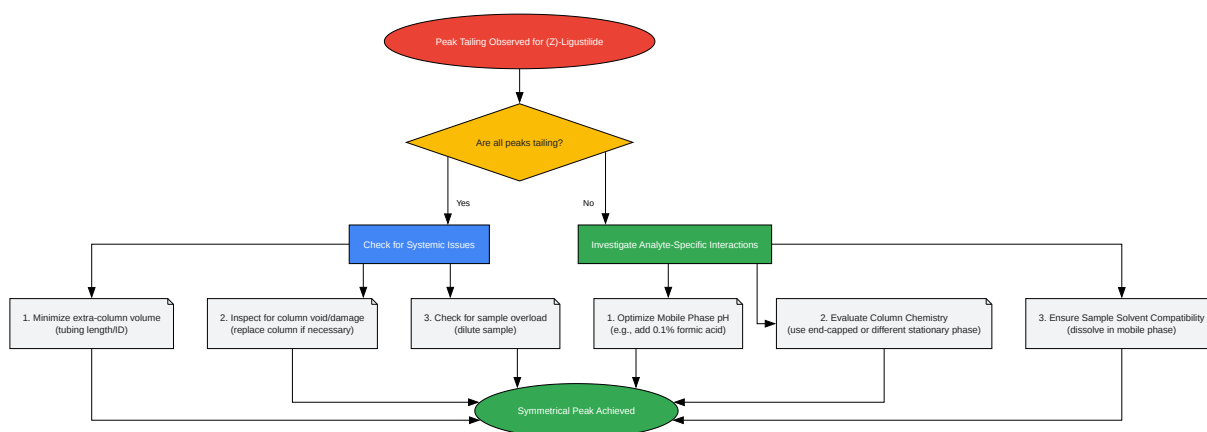 Peak Tailing Observed for (Z)-Ligustilide
Are all peaks tailing?
Yes
No
Check for Systemic Issues
Investigate Analyte-Specific Interactions
1. Minimize extra-column volume
(tubing length/ID)
2. Inspect for column void/damage
(replace column if necessary)
3. Check for sample overload
(dilute sample)
1. Optimize Mobile Phase pH
(e.g., add 0.1% formic acid)
2. Evaluate Column Chemistry
(use end-capped or different stationary phase)
3. Ensure Sample Solvent Compatibility
(dissolve in mobile phase)
Symmetrical Peak Achieved